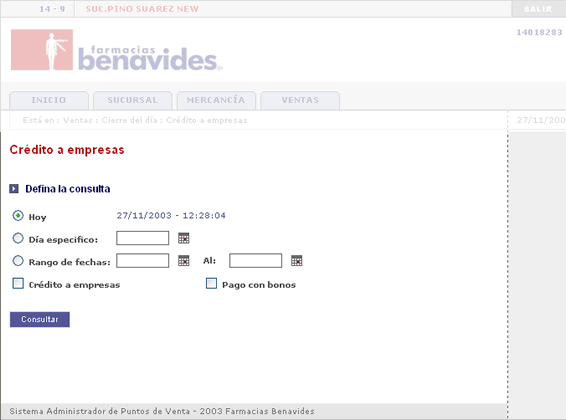 14 - 9 SUC.PINO SUAREZ NEW SALIR
14018283
farmacias
benavides
INICIO SUCURSAL MERCANCÍA VENTAS
Está en : Ventas : Cierre del día : Crédito a empresas 27/11/200
Crédito a empresas
Defina la consulta
Hoy 27/11/2003 - 12:28:04
Día especifico:
Rango de fechas: Al:
Crédito a empresas Pago con bonos
Consultar
Sistema Administrador de Puntos de Venta - 2003 Farmacias Benavides